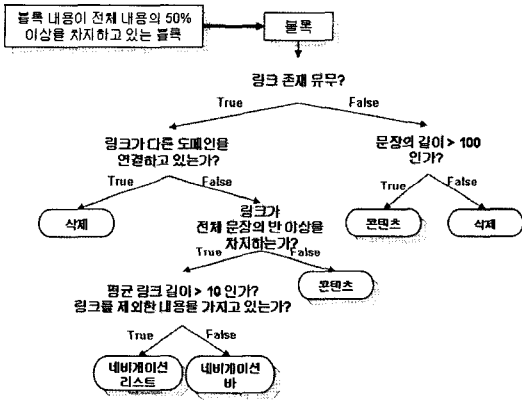 블록 내용이 전체 내용의 50%
이상을 차지하고 있는 블록
블록
링크 존재 유무?
True
False
링크가 다른 도메인을
연결하고 있는가?
문장의 길이 > 100
인가?
True
False
True
False
삭제
링크가
전체 문장의 반 이상을
차지하는가?
콘텐츠
삭제
True
False
평균 링크 길이 > 10 인가?
링크를 제외한 내용을 가지고 있는가?
콘텐츠
True
False
네비게이션
리스트
네비게이션
바